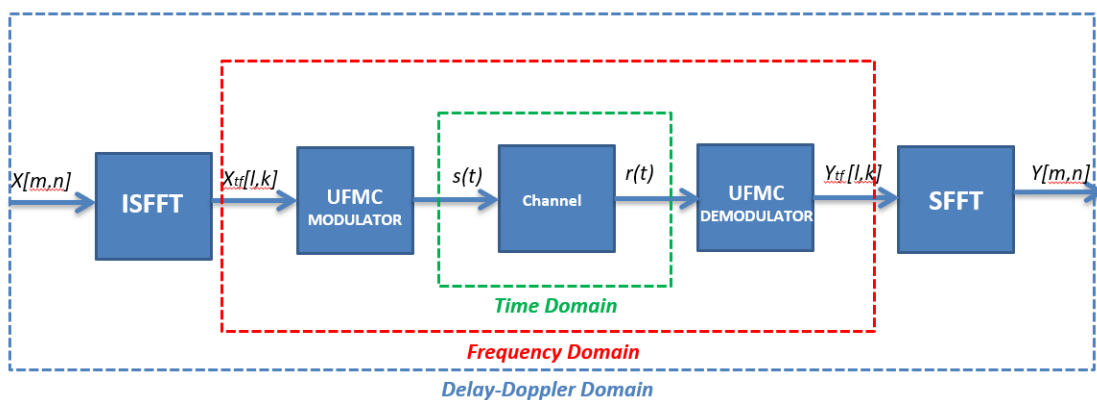 X[m,n]
ISFFT
Xtf[l,k]
UFMC
MODULATOR
s(t)
Channel
r(t)
UFMC
DEMODULATOR
Ytf[l,k]
SFFT
Y[m,n]
Time Domain
Frequency Domain
Delay-Doppler Domain